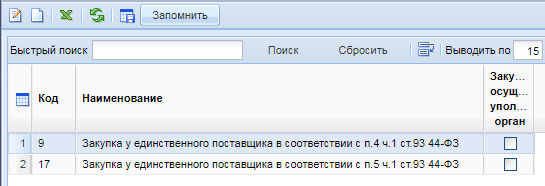 Запомнить
Быстрый поиск Поиск Сбросить Выводить по 15
Код Наименование Заку... осущ... упол... орган
1 9 Закупка у единственного поставщика в соответствии с п.4 ч.1 ст.93 44-ФЗ
2 17 Закупка у единственного поставщика в соответствии с п.5 ч.1 ст.93 44-ФЗ